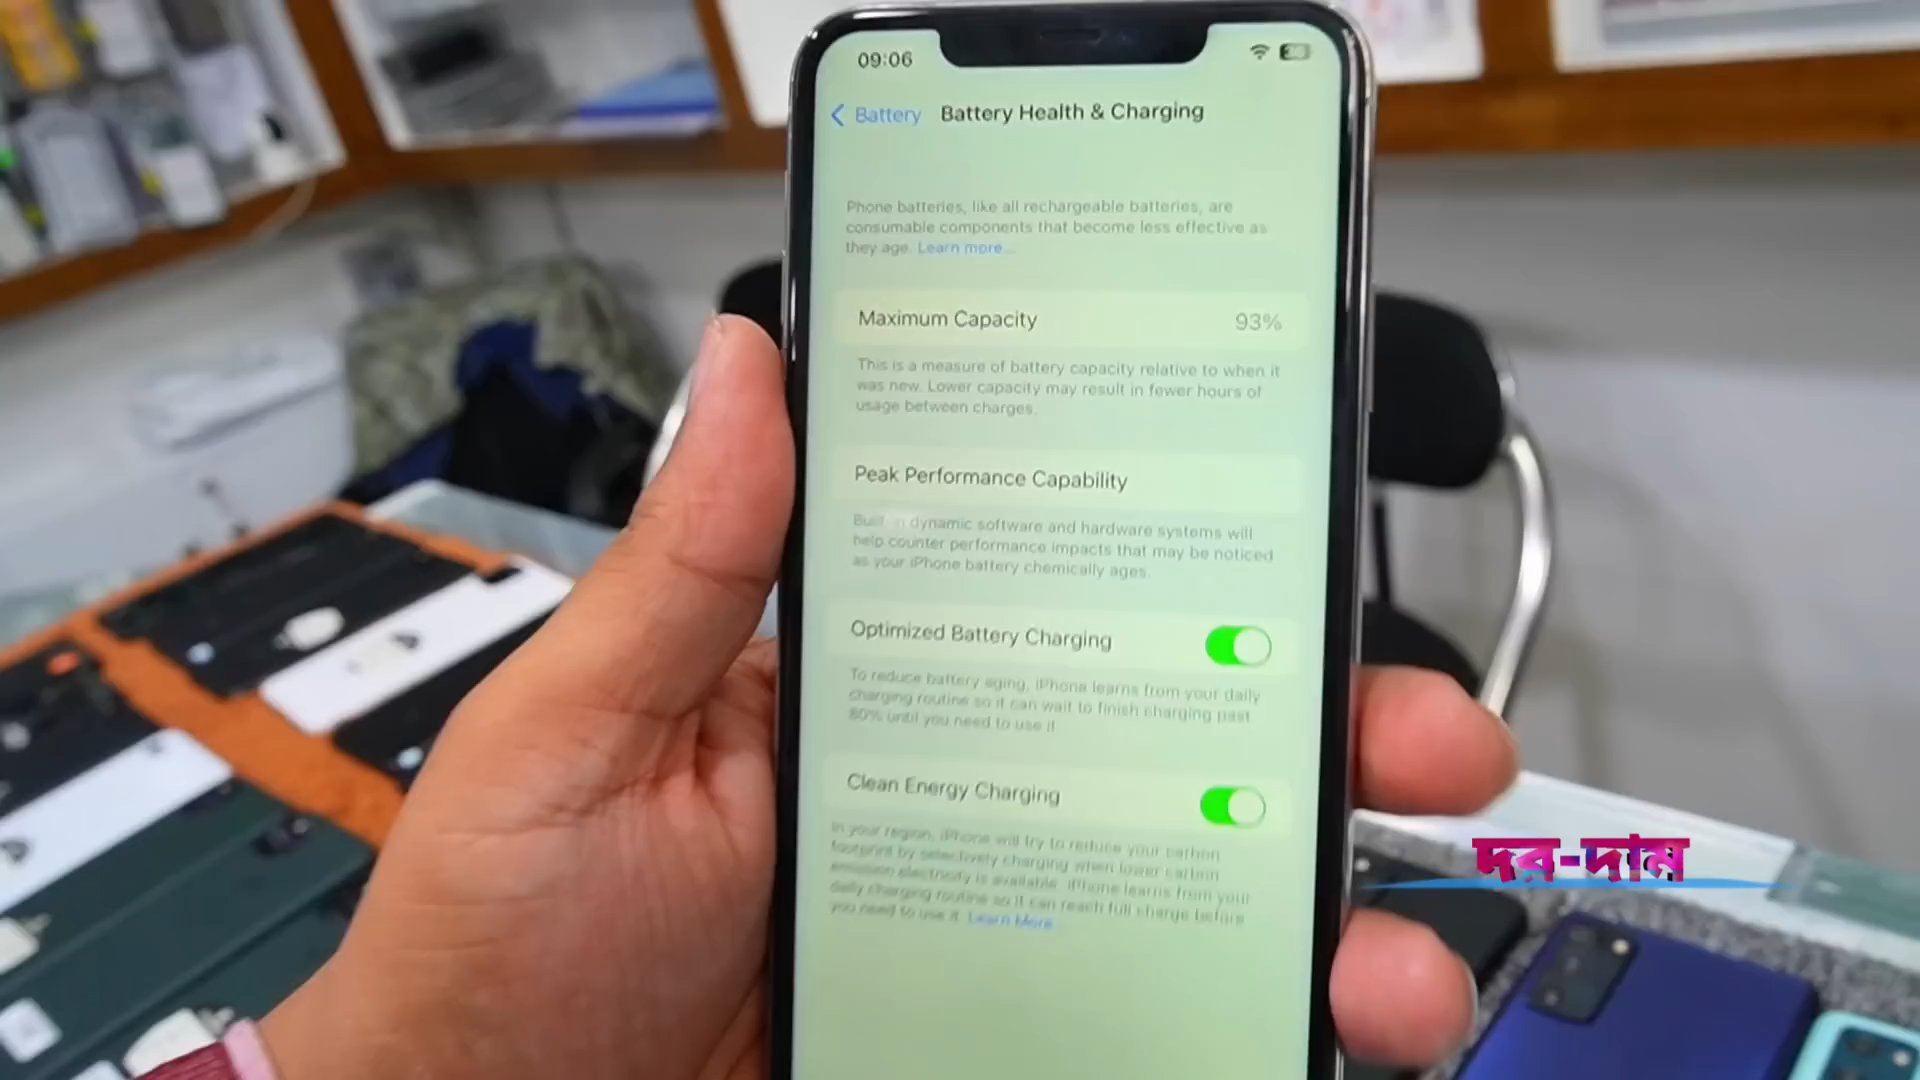 09:06
Battery Health & Charging
Phone batteries, like all rechargeable batteries, are
consumable components that become less effective as
they age. Learn more...
Maximum Capacity 93%
This is a measure of battery capacity relative to when it
was new. Lower capacity may result in fewer hours of
usage between charges.
Peak Performance Capability
Built-in dynamic software and hardware systems will
help counter performance impacts that may be noticed
as your iPhone battery chemically ages.
Optimized Battery Charging
To reduce battery aging, iPhone learns from your daily
charging routine so it can wait to finish charging past
80% until you need to use it.
Clean Energy Charging
In your region, iPhone will try to reduce your carbon
footprint by selectively charging when lower carbon
emission electricity is available. iPhone learns from your
daily charging routine so it can reach full charge before
you need to use it. Learn More...
দর-দাম